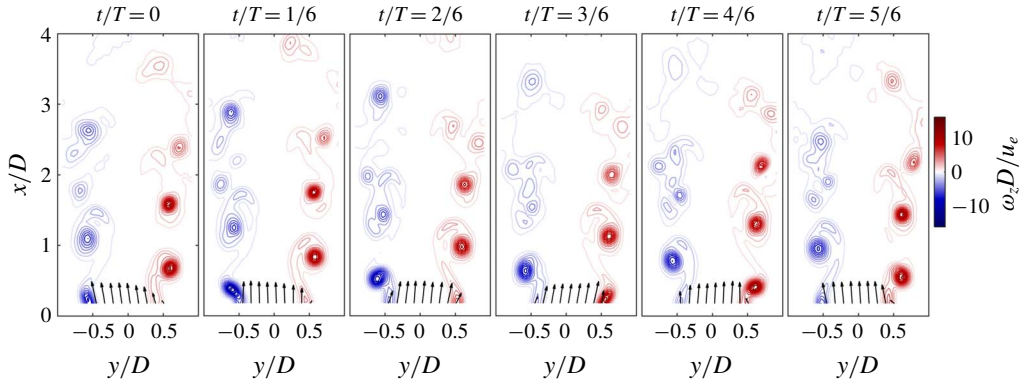 t/T = 0 t/T = 1/6 t/T = 2/6 t/T = 3/6 t/T = 4/6 t/T = 5/6
4
3
2
1
0
x/D
−0.5 0 0.5 −0.5 0 0.5 −0.5 0 0.5 −0.5 0 0.5 −0.5 0 0.5 −0.5 0 0.5
y/D y/D y/D y/D y/D y/D
10
0
−10
ω_z D/u_e